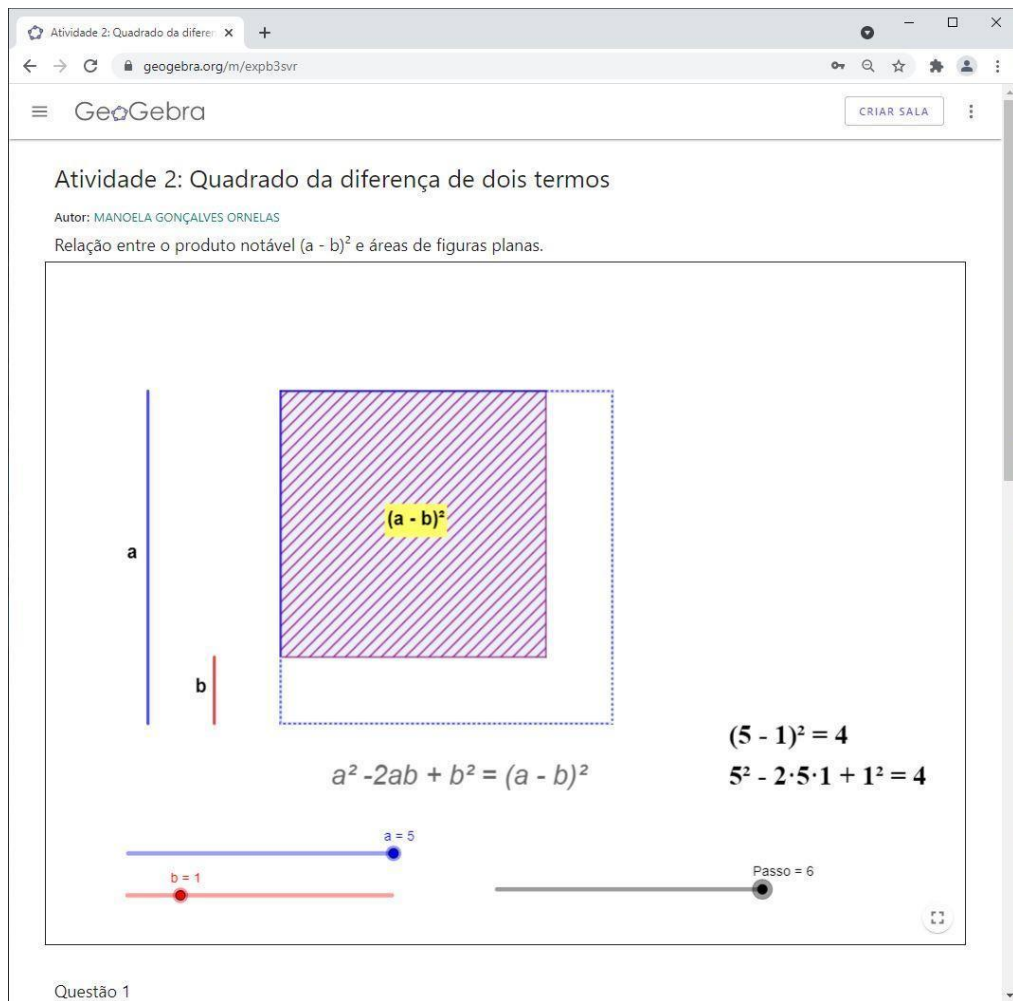 Atividade 2: Quadrado da difere
geogebra.org/m/expb3svr
GeoGebra
CRIAR SALA
Atividade 2: Quadrado da diferença de dois termos
Autor: MANOELA GONÇALVES ORNELAS
Relação entre o produto notável (a - b)² e áreas de figuras planas.
(a - b)²
a
b
(5 - 1)² = 4
a² -2ab + b² = (a - b)²
5² - 2·5·1 + 1² = 4
a = 5
b = 1
Passo = 6
Questão 1